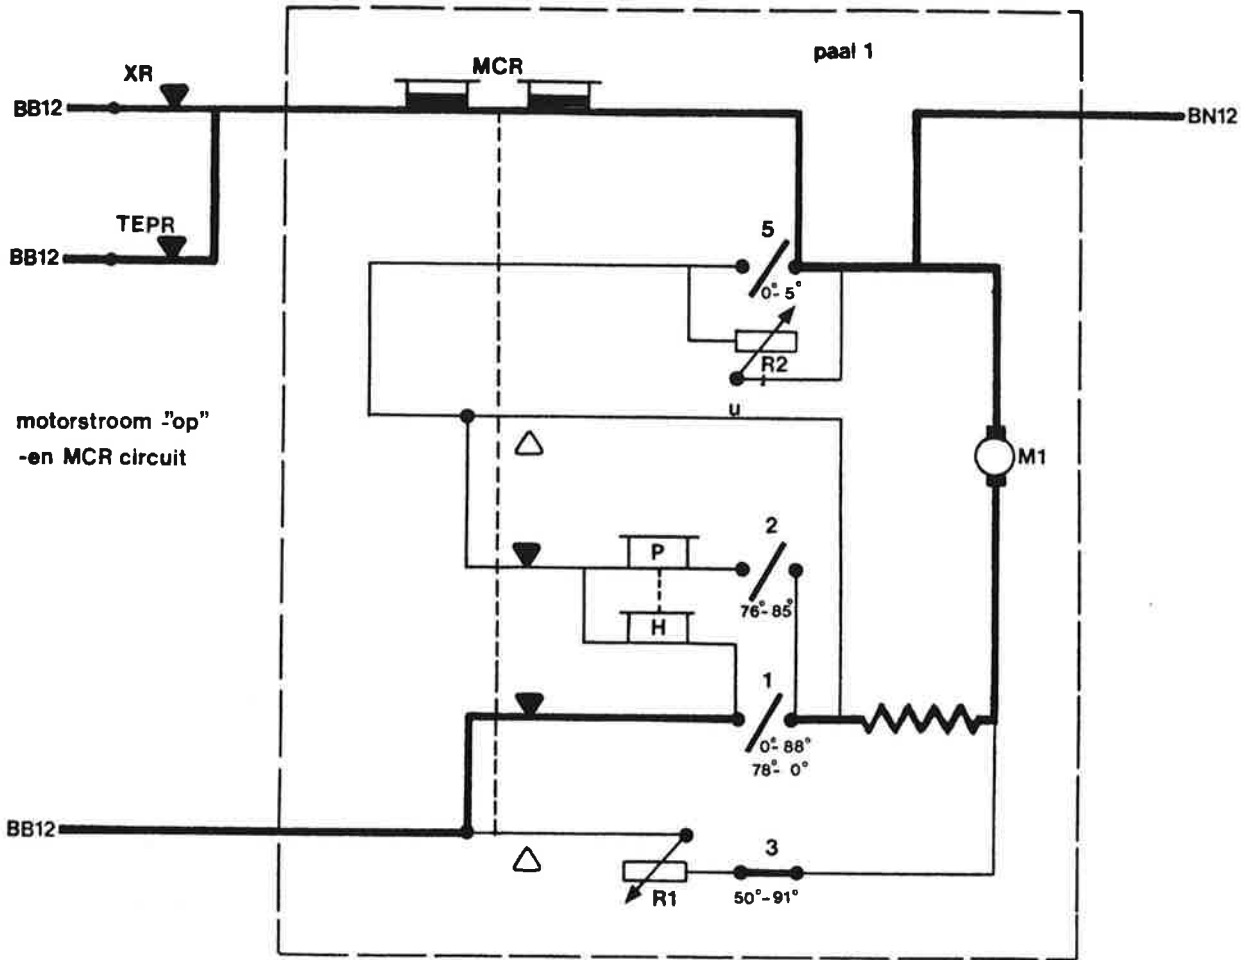 paal 1
XR
MCR
BB12
BN12
TEPR
BB12
5
0°-5°
R2
u
motorstroom -"op"
-en MCR circuit
M1
P
2
76°-85°
H
1
0°-88°
78°-0°
BB12
3
R1
50°-91°